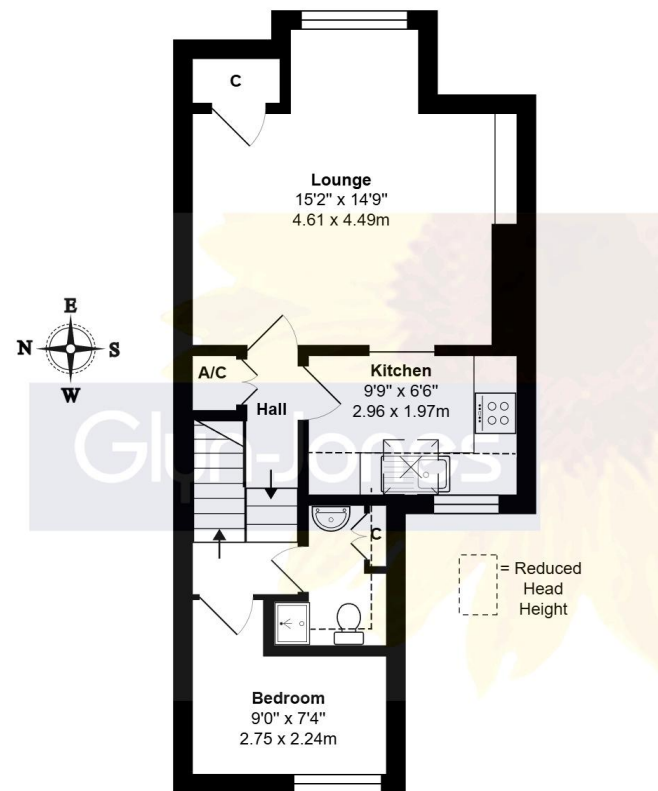 C
Lounge
15'2" x 14'9"
4.61 x 4.49m
E
N S
W
A/C
Kitchen
9'9" x 6'6"
2.96 x 1.97m
Hall
Glyn-Jones
C
= Reduced
Head
Height
Bedroom
9'0" x 7'4"
2.75 x 2.24m